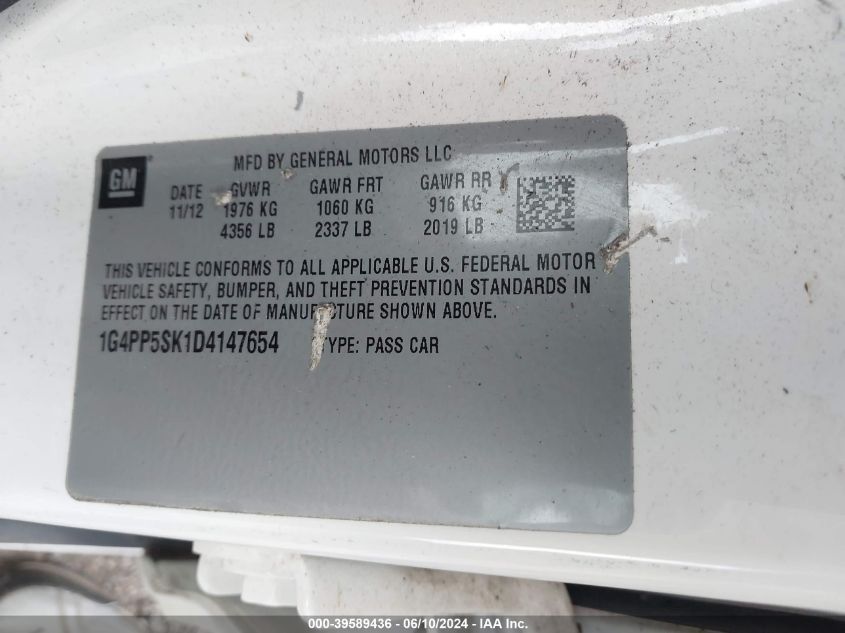 GM
MFD BY GENERAL MOTORS LLC
DATE GVWR GAWR FRT GAWR RR
11/12 1976 KG 1060 KG 916 KG
4356 LB 2337 LB 2019 LB
THIS VEHICLE CONFORMS TO ALL APPLICABLE U.S. FEDERAL MOTOR
VEHICLE SAFETY, BUMPER, AND THEFT PREVENTION STANDARDS IN
EFFECT ON THE DATE OF MANUFACTURE SHOWN ABOVE.
1G4PP5SK1D4147654 TYPE: PASS CAR
000-39589436 - 06/10/2024 - IAA Inc.